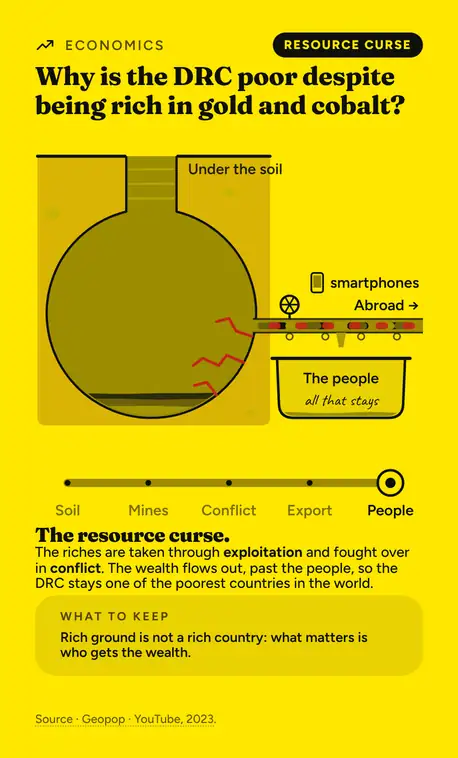 ECONOMICS
RESOURCE CURSE
Why is the DRC poor despite
being rich in gold and cobalt?
Under the soil
smartphones
Abroad →
The people
all that stays
Soil
Mines
Conflict
Export
People
The resource curse.
The riches are taken through exploitation and fought over
in conflict. The wealth flows out, past the people, so the
DRC stays one of the poorest countries in the world.
WHAT TO KEEP
Rich ground is not a rich country: what matters is
who gets the wealth.
Source · Geopop · YouTube, 2023.